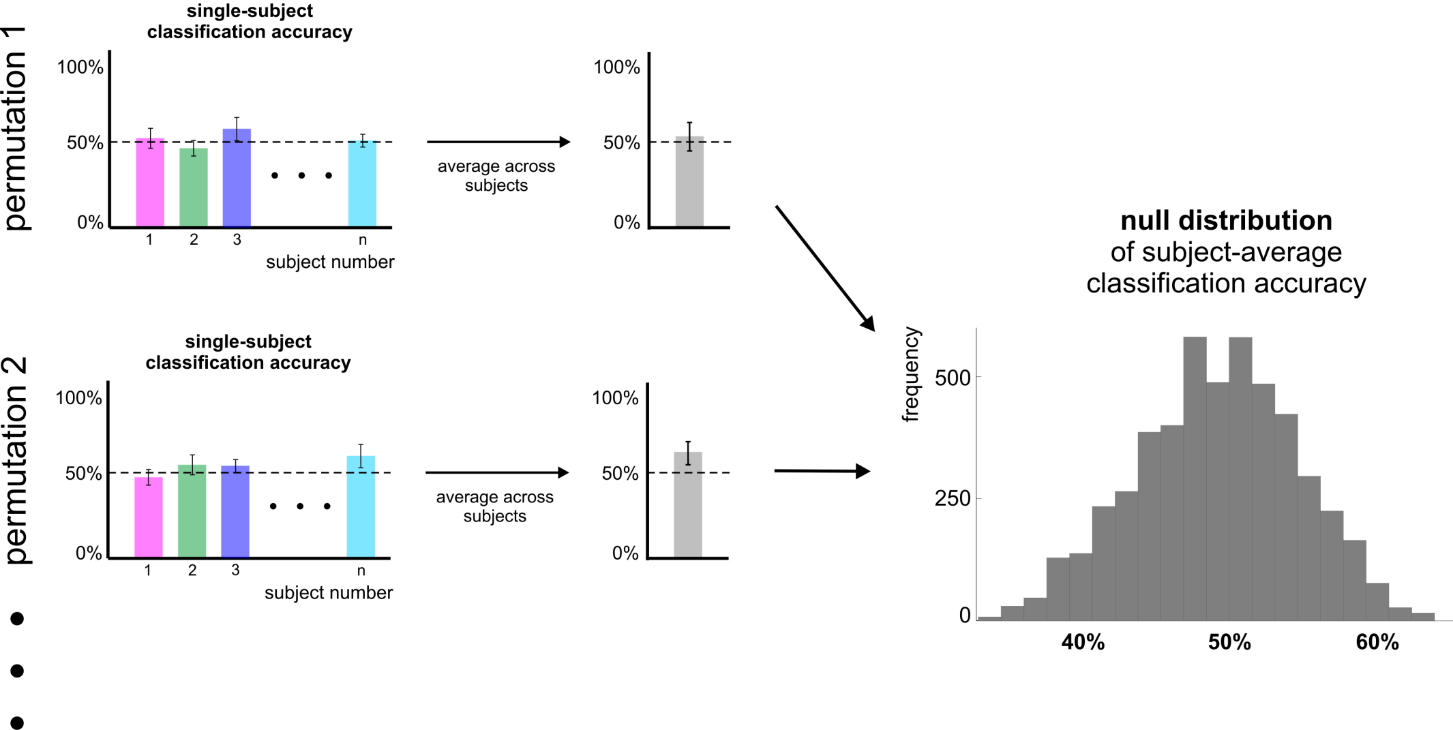 permutation 1
single-subject
classification accuracy
100%
50%
0%
1 2 3 n
subject number
average across
subjects
100%
50%
0%
permutation 2
single-subject
classification accuracy
100%
50%
0%
1 2 3 n
subject number
average across
subjects
100%
50%
0%
null distribution
of subject-average
classification accuracy
frequency
500
250
0
40% 50% 60%